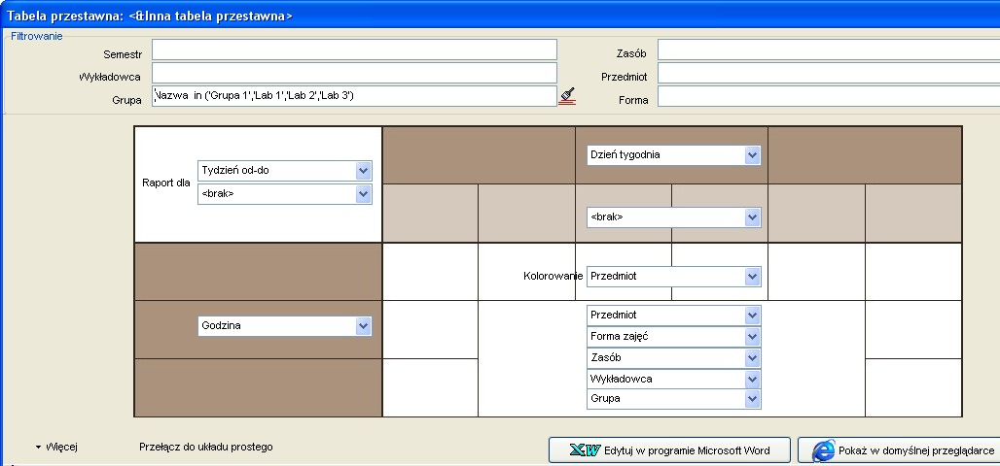 Tabela przestawna: <&Inna tabela przestawna>
Filtrowanie
Semestr
Zasób
Wykładowca
Przedmiot
Grupa Nazwa in ('Grupa 1','Lab 1','Lab 2','Lab 3')
Forma
Dzień tygodnia
Raport dla Tydzień od-do
<brak>
<brak>
Kolorowanie Przedmiot
Przedmiot
Godzina
Forma zajęć
Zasób
Wykładowca
Grupa
Więcej
Przełącz do układu prostego
XW Edytuj w programie Microsoft Word
Pokaż w domyślnej przeglądarce